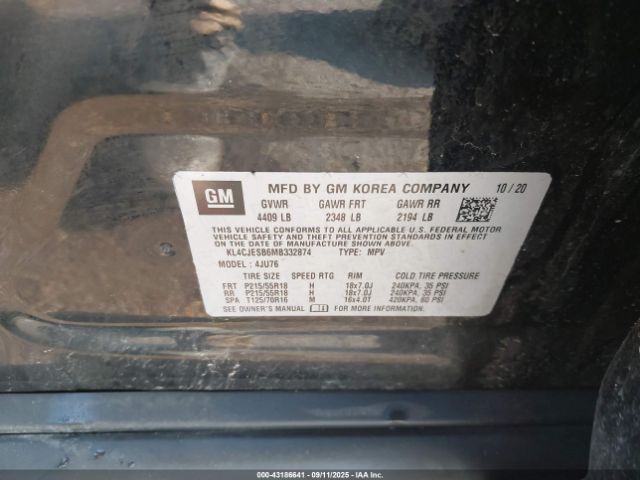 GM
MFD BY GM KOREA COMPANY 10/20
GVWR GAWR FRT GAWR RR
4409 LB 2348 LB 2194 LB
THIS VEHICLE CONFORMS TO ALL APPLICABLE U.S. FEDERAL MOTOR
VEHICLE SAFETY, BUMPER, AND THEFT PREVENTION STANDARDS
IN EFFECT ON THE DATE OF MANUFACTURE SHOWN ABOVE.
KL4CJESB6MB332874 TYPE: MPV
MODEL : 4JU76
TIRE SIZE SPEED RTG RIM COLD TIRE PRESSURE
FRT P215/55R18 H 18x7.0J 240KPA, 35 PSI
RR P215/55R18 H 18x7.0J 240KPA, 35 PSI
SPA T125/70R16 M 16x4.0T 420KPA, 60 PSI
SEE OWNER'S MANUAL FOR MORE INFORMATION.
000-43186641 - 09/11/2025 - IAA Inc.